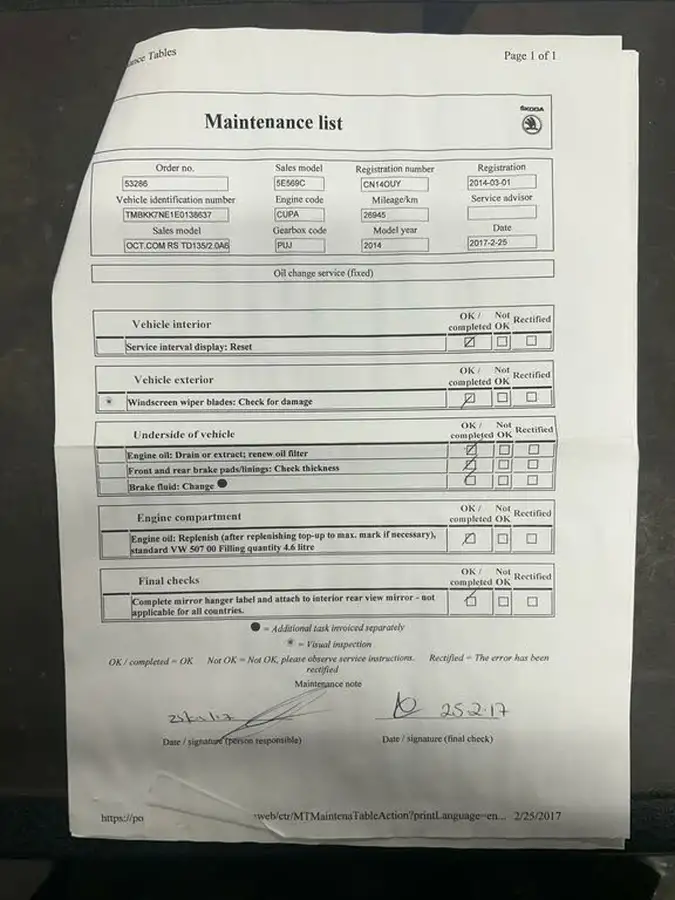 ance Tables
Page 1 of 1
ŠKODA
Maintenance list
Order no. Sales model Registration number Registration
53286 5E569C CN14OUY 2014-03-01
Vehicle identification number Engine code Mileage/km Service advisor
TMBKK7NE1E0138637 CUPA 26945
Sales model Gearbox code Model year Date
OCT.COM RS TD135/2.0A6 PUJ 2014 2017-2-25
Oil change service (fixed)
Vehicle interior OK / completed Not OK Rectified
Service interval display: Reset
Vehicle exterior OK / completed Not OK Rectified
Windscreen wiper blades: Check for damage
Underside of vehicle OK / completed Not OK Rectified
Engine oil: Drain or extract; renew oil filter
Front and rear brake pads/linings: Check thickness
Brake fluid: Change
Engine compartment OK / completed Not OK Rectified
Engine oil: Replenish (after replenishing top-up to max. mark if necessary),
standard VW 507 00 Filling quantity 4.6 litre
Final checks OK / completed Not OK Rectified
Complete mirror hanger label and attach to interior rear view mirror - not
applicable for all countries.
= Additional task invoiced separately
= Visual inspection
OK / completed = OK Not OK = Not OK, please observe service instructions. Rectified = The error has been
rectified
Maintenance note
25.2.17
Date / signature (person responsible) Date / signature (final check)
https://po web/ctr/MTMaintenaTableAction?printLanguage=en... 2/25/2017